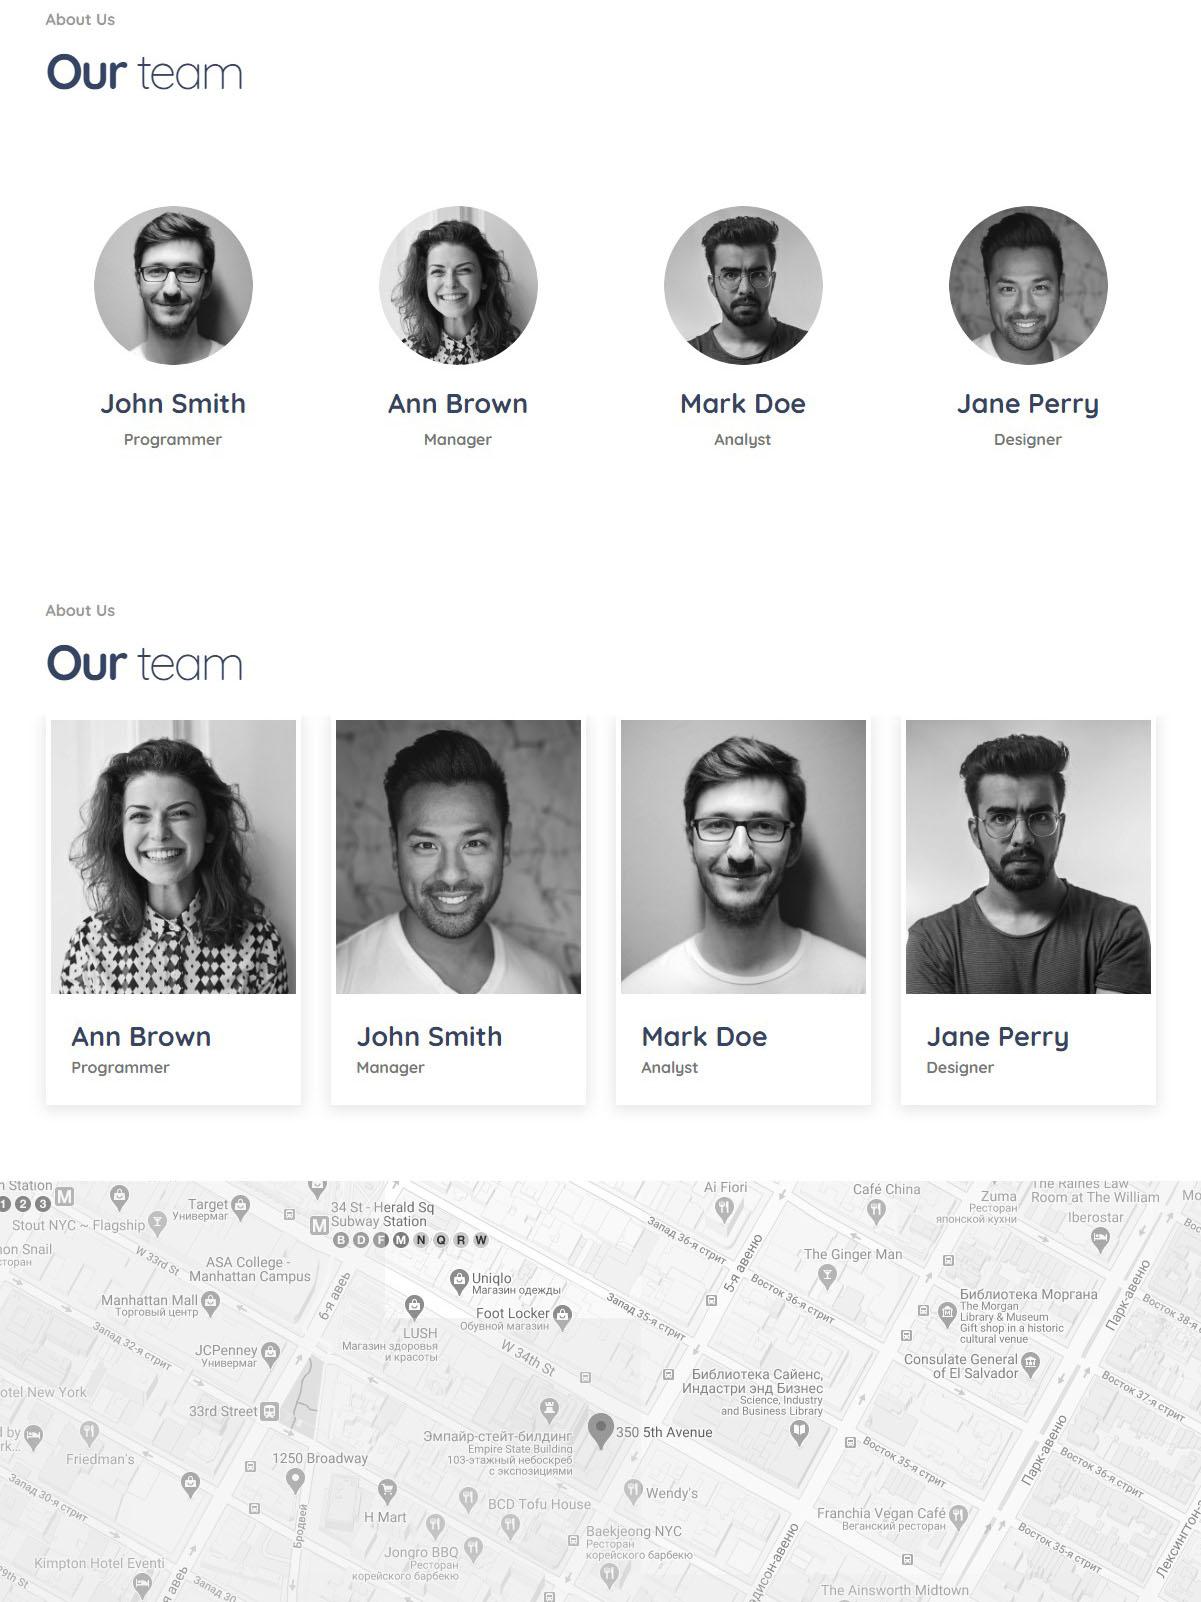 About Us
Our team
John Smith
Ann Brown
Mark Doe
Jane Perry
Programmer
Manager
Analyst
Designer
About Us
Our team
Ann Brown
John Smith
Mark Doe
Jane Perry
Programmer
Manager
Analyst
Designer
Station
1 2 3 M
Target
Универмаг
Stout NYC ~ Flagship
W 33rd St
ASA College -
Manhattan Campus
Manhattan Mall
Торговый центр
Запад 32-я стрит
JCPenney
Универмаг
6-я авеню
34 St - Herald Sq
M Subway Station
B D F M N Q R W
Uniqlo
Магазин одежды
Foot Locker
Обувной магазин
LUSH
Магазин здоровья
и красоты
W 34th St
Запад 35-я стрит
Запад 36-я стрит
Восток 36-я стрит
5-я авеню
Ai Fiori
Café China
Zuma
Ресторан
японской кухни
The Raines Law
Room at The William
Iberostar
The Ginger Man
Библиотека Моргана
The Morgan
Library & Museum
Gift shop in a historic
cultural venue
Парк-авеню
Восток 38-я
Consulate General
of El Salvador
Библиотека Сайенс,
Индастри энд Бизнес
Science, Industry
and Business Library
Восток 37-я стрит
otel New York
33rd Street
Friendam's
1250 Broadway
Эмпайр-стейт-билдинг
Empire State Building
103-этажный небоскреб
с экспозициями
350 5th Avenue
Восток 35-я стрит
Парк-авеню
Восток 36-я стрит
Запад 30-я стрит
Бродвей
H Mart
BCD Tofu House
Wendy's
Franchia Vegan Café
Веганский ресторан
Baekjeong NYC
Ресторан
корейского барбекю
Jongro BBQ
Ресторан
корейского барбекю
Восток 35-я стрит
Kimpton Hotel Eventi
29th St
Запад 30
The Ainsworth Midtown